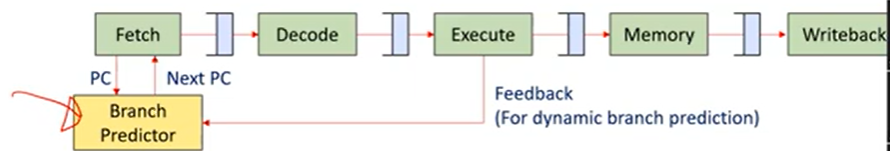 Fetch
Decode
Execute
Memory
Writeback
PC
Next PC
Branch
Predictor
Feedback
(For dynamic branch prediction)